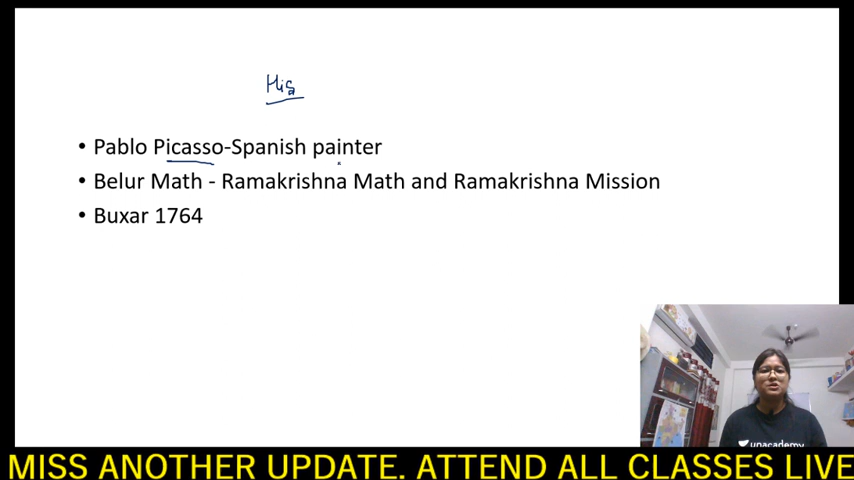 His
• Pablo Picasso-Spanish painter
• Belur Math - Ramakrishna Math and Ramakrishna Mission
• Buxar 1764
unacademy
MISS ANOTHER UPDATE. ATTEND ALL CLASSES LIVE